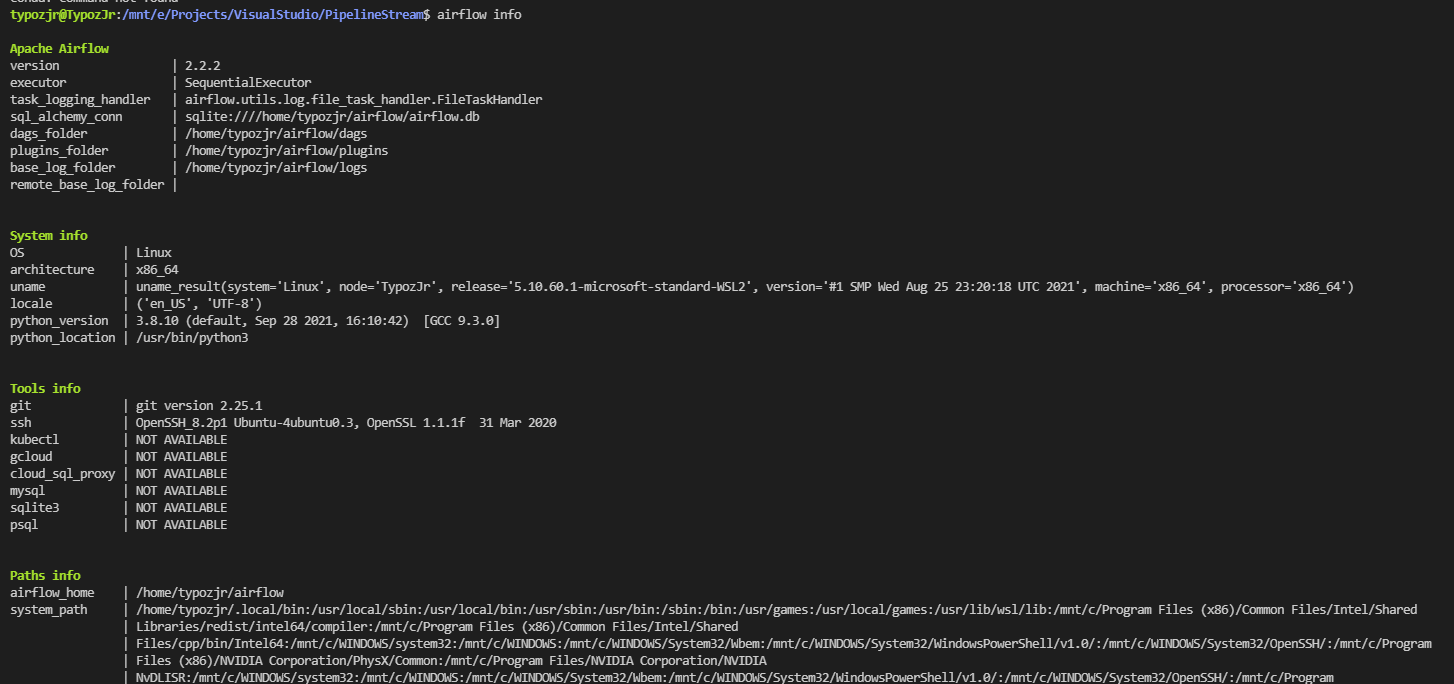 conda: command not found
typozjr@TypozJr:/mnt/e/Projects/VisualStudio/PipelineStream$ airflow info
Apache Airflow
version | 2.2.2
executor | SequentialExecutor
task_logging_handler | airflow.utils.log.file_task_handler.FileTaskHandler
sql_alchemy_conn | sqlite:////home/typozjr/airflow/airflow.db
dags_folder | /home/typozjr/airflow/dags
plugins_folder | /home/typozjr/airflow/plugins
base_log_folder | /home/typozjr/airflow/logs
remote_base_log_folder |
System info
OS | Linux
architecture | x86_64
uname | uname_result(system='Linux', node='TypozJr', release='5.10.60.1-microsoft-standard-WSL2', version='#1 SMP Wed Aug 25 23:20:18 UTC 2021', machine='x86_64', processor='x86_64')
locale | ('en_US', 'UTF-8')
python_version | 3.8.10 (default, Sep 28 2021, 16:10:42)  [GCC 9.3.0]
python_location | /usr/bin/python3
Tools info
git | git version 2.25.1
ssh | OpenSSH_8.2p1 Ubuntu-4ubuntu0.3, OpenSSL 1.1.1f  31 Mar 2020
kubectl | NOT AVAILABLE
gcloud | NOT AVAILABLE
cloud_sql_proxy | NOT AVAILABLE
mysql | NOT AVAILABLE
sqlite3 | NOT AVAILABLE
psql | NOT AVAILABLE
Paths info
airflow_home | /home/typozjr/airflow
system_path | /home/typozjr/.local/bin:/usr/local/sbin:/usr/local/bin:/usr/sbin:/usr/bin:/sbin:/bin:/usr/games:/usr/local/games:/usr/lib/wsl/lib:/mnt/c/Program Files (x86)/Common Files/Intel/Shared
| Libraries/redist/intel64/compiler:/mnt/c/Program Files (x86)/Common Files/Intel/Shared
| Files/cpp/bin/Intel64:/mnt/c/WINDOWS/system32:/mnt/c/WINDOWS:/mnt/c/WINDOWS/System32/Wbem:/mnt/c/WINDOWS/System32/WindowsPowerShell/v1.0/:/mnt/c/WINDOWS/System32/OpenSSH/:/mnt/c/Program
| Files (x86)/NVIDIA Corporation/PhysX/Common:/mnt/c/Program Files/NVIDIA Corporation/NVIDIA
| NvDLISR:/mnt/c/WINDOWS/system32:/mnt/c/WINDOWS:/mnt/c/WINDOWS/System32/Wbem:/mnt/c/WINDOWS/System32/WindowsPowerShell/v1.0/:/mnt/c/WINDOWS/System32/OpenSSH/:/mnt/c/Program